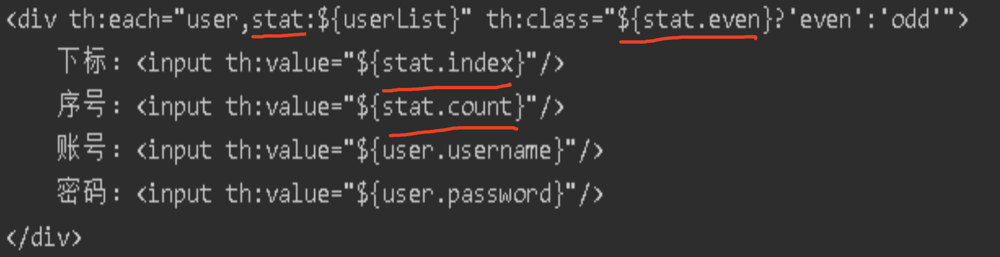 <div th:each="user,stat:${userList}" th:class="${stat.even}?'even':'odd'">
下标：<input th:value="${stat.index}"/>
序号：<input th:value="${stat.count}"/>
账号：<input th:value="${user.username}"/>
密码：<input th:value="${user.password}"/>
</div>